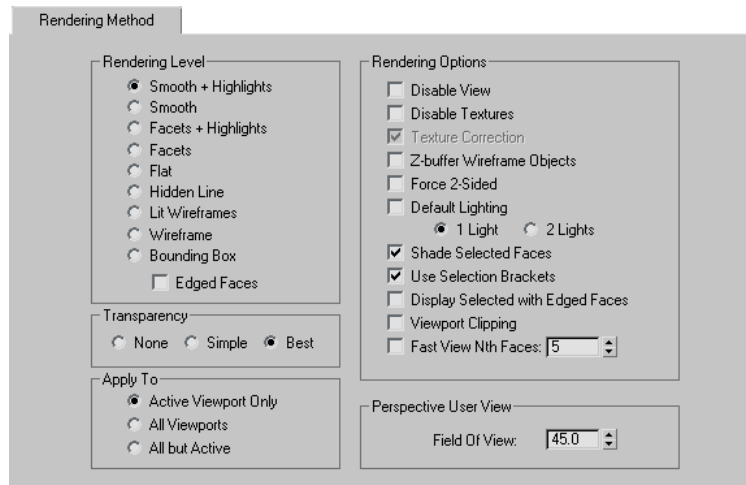 Rendering Method
Rendering Level
Smooth + Highlights
Smooth
Facets + Highlights
Facets
Flat
Hidden Line
Lit Wireframes
Wireframe
Bounding Box
Edged Faces
Transparency
None Simple Best
Apply To
Active Viewport Only
All Viewports
All but Active
Rendering Options
Disable View
Disable Textures
Texture Correction
Z-buffer Wireframe Objects
Force 2-Sided
Default Lighting
1 Light 2 Lights
Shade Selected Faces
Use Selection Brackets
Display Selected with Edged Faces
Viewport Clipping
Fast View Nth Faces: 5
Perspective User View
Field Of View: 45.0